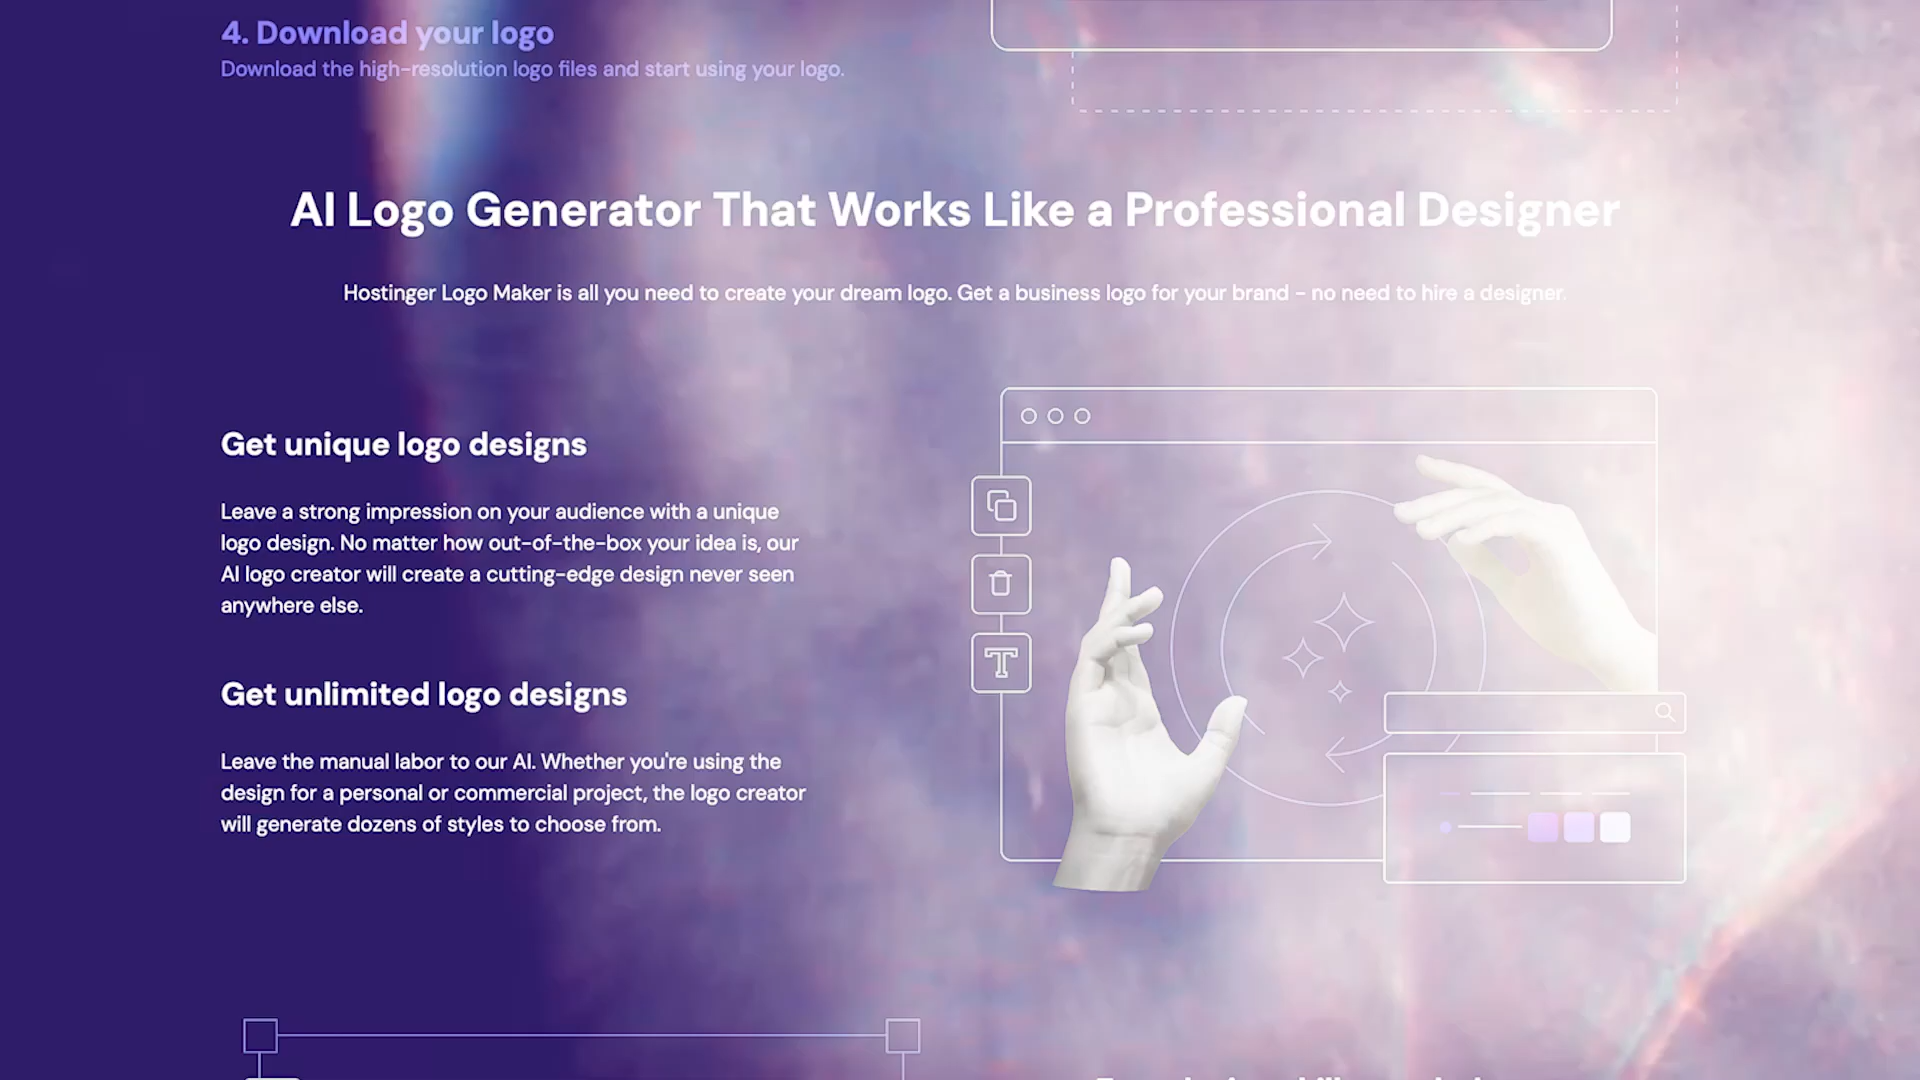 4. Download your logo
Download the high-resolution logo files and start using your logo.
AI Logo Generator That Works Like a Professional Designer
Hostinger Logo Maker is all you need to create your dream logo. Get a business logo for your brand - no need to hire a designer.
Get unique logo designs
Leave a strong impression on your audience with a unique
logo design. No matter how out-of-the-box your idea is, our
AI logo creator will create a cutting-edge design never seen
anywhere else.
T
Get unlimited logo designs
Leave the manual labor to our AI. Whether you're using the
design for a personal or commercial project, the logo creator
will generate dozens of styles to choose from.